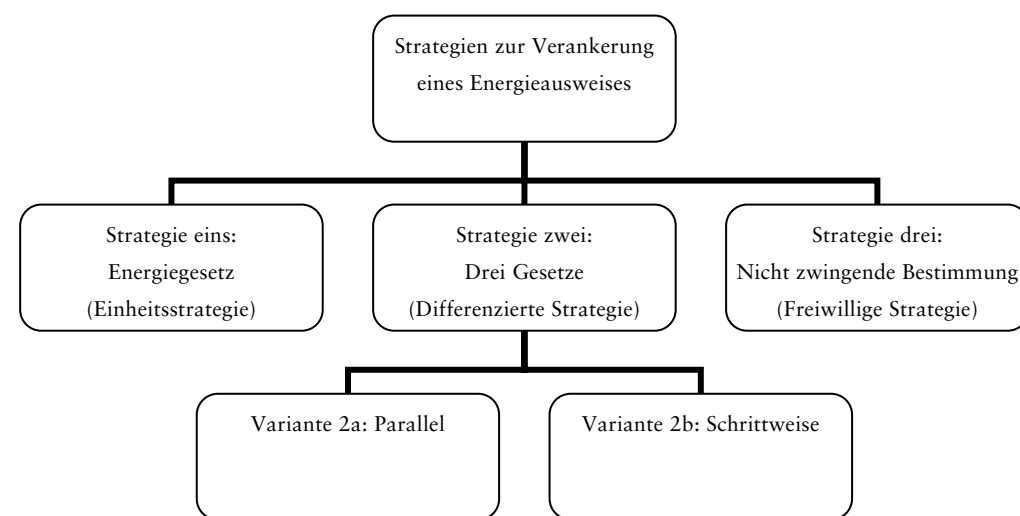 Strategien zur Verankerung
eines Energieausweises
Strategie eins:
Energiegesetz
(Einheitsstrategie)
Strategie zwei:
Drei Gesetze
(Differenzierte Strategie)
Strategie drei:
Nicht zwingende Bestimmung
(Freiwillige Strategie)
Variante 2a: Parallel
Variante 2b: Schrittweise